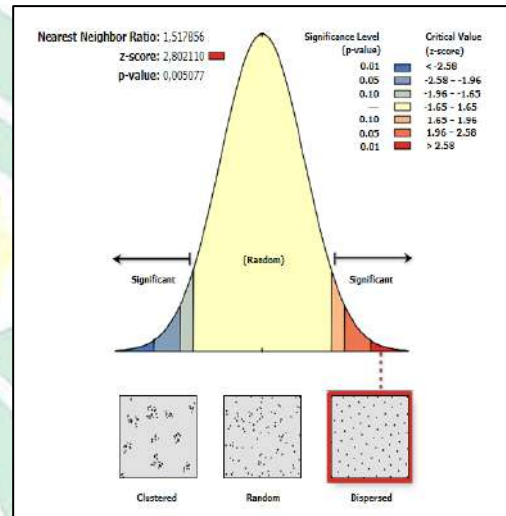 Nearest Neighbor Ratio: 1,517856
z-score: 2,802110
p-value: 0,005077
Significance Level
(p-value)
Critical Value
(z-score)
0.01 < -2.58
0.05 -2.58 - -1.96
0.10 -1.96 - -1.65
— -1.65 - 1.65
0.10 1.65 - 1.96
0.05 1.96 - 2.58
0.01 > 2.58
Significant
(Random)
Significant
Clustered
Random
Dispersed